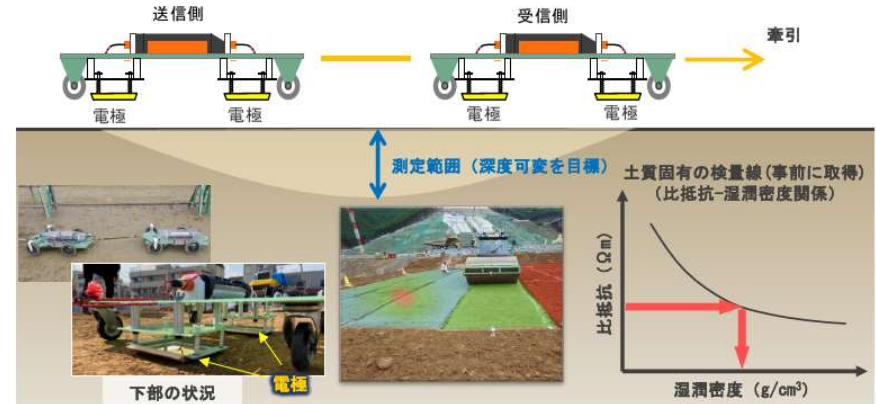 送信側
受信側
牽引
電極
電極
電極
電極
測定範囲（深度可変を目標）
土質固有の検量線(事前に取得)
（比抵抗-湿潤密度関係）
比抵抗（Ωm）
湿潤密度（g/cm³）
電極
下部の状況